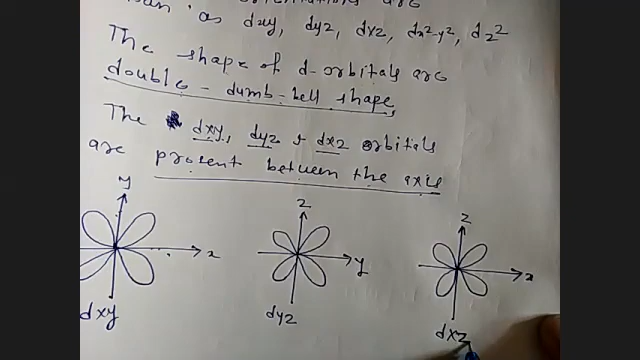 as dxy, dyz, dxz, dx²-y², dz²
The shape of d-orbitals are
double - dumb-bell shape,
The dxy, dyz & dxz orbitals
are present between the axis
y
z
z
x
y
x
dxy
dyz
dxz